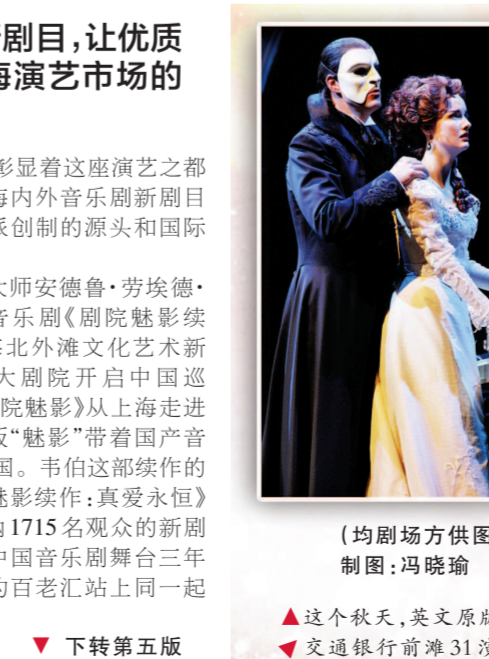 剧目,让优质
演艺市场的
彰显着这座演艺之都
海内外音乐剧新剧目
派创制的源头和国际
大师安德鲁·劳埃德·
音乐剧《剧院魅影续
北外滩文化艺术新
大剧院开启中国巡
院魅影》从上海走进
版“魅影”带着国产音
国。韦伯这部续作的
魅影续作:真爱永恒》
内1715名观众的新剧
中国音乐剧舞台三年
约百老汇站上同一起
▼ 下转第五版
(均剧场方供图
制图:冯晓瑜
▲这个秋天,英文原版
◀交通银行前滩31演